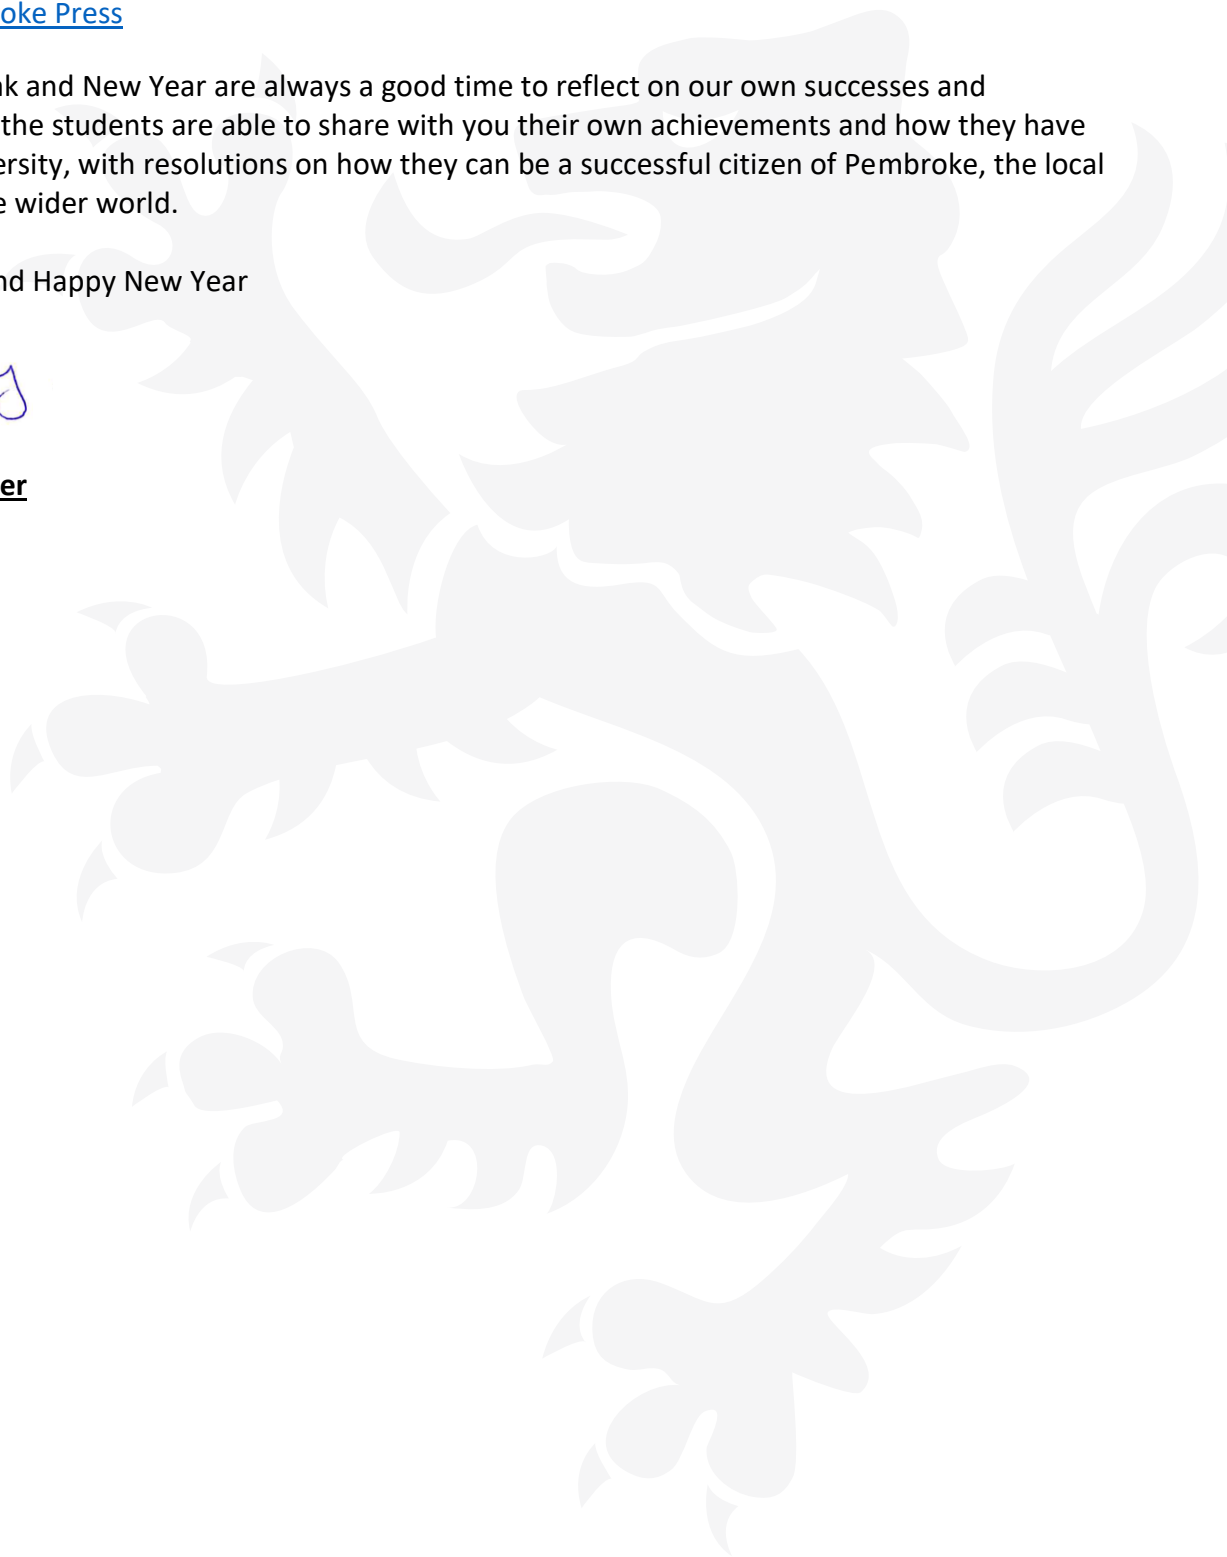 oke Press
k and New Year are always a good time to reflect on our own successes and
the students are able to share with you their own achievements and how they have
ersity, with resolutions on how they can be a successful citizen of Pembroke, the local
e wider world.
nd Happy New Year
er